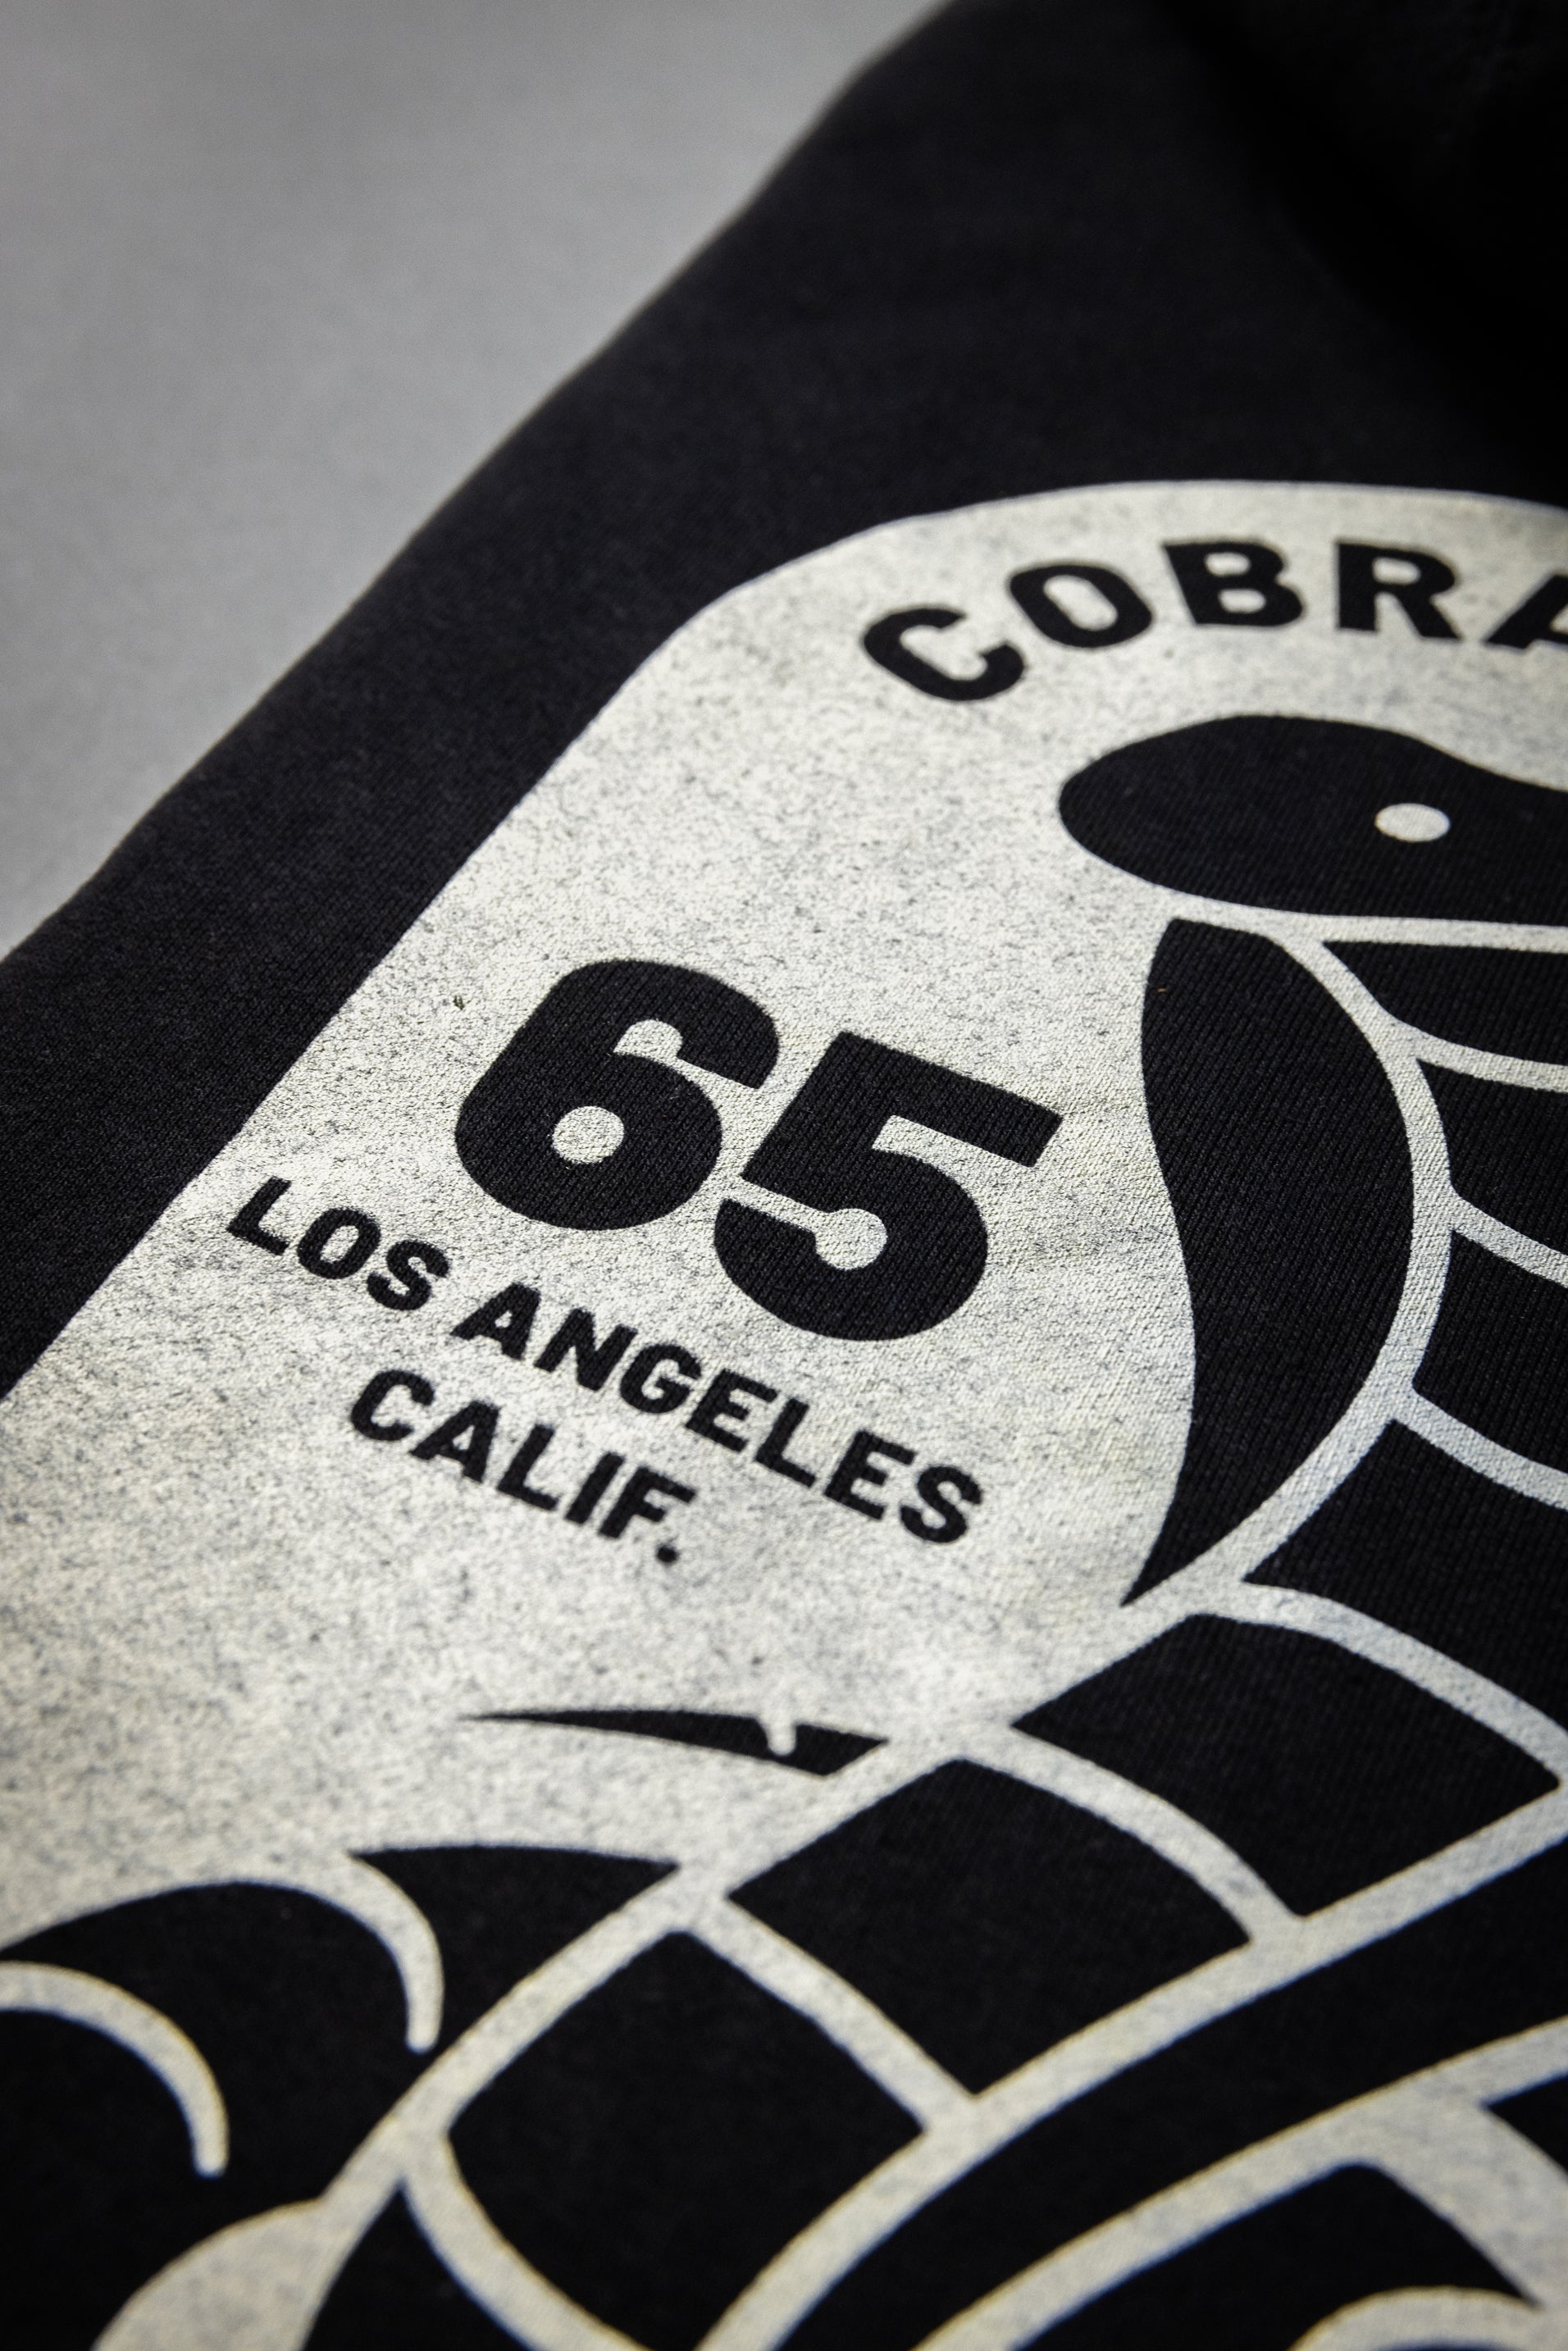 COBRA
65
LOS ANGELES
CALIF.